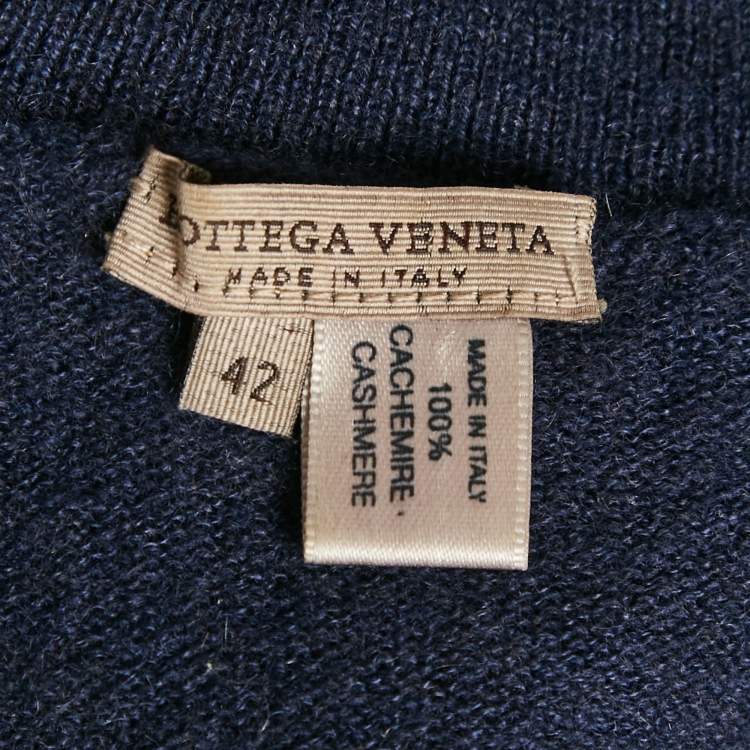 BOTTEGA VENETA
MADE IN ITALY
42
MADE IN ITALY
100%
CACHEMIRE ·
CASHMERE